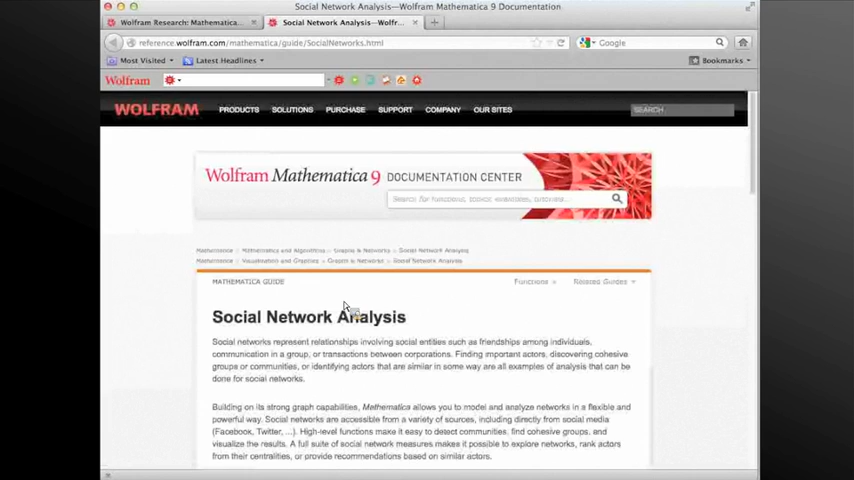 Social Network Analysis—Wolfram Mathematica 9 Documentation
Wolfram Research: Mathematica...
Social Network Analysis—Wolfr...
reference.wolfram.com/mathematica/guide/SocialNetworks.html
Google
Most Visited
Latest Headlines
Bookmarks
Wolfram
WOLFRAM
PRODUCTS SOLUTIONS PURCHASE SUPPORT COMPANY OUR SITES
SEARCH
Wolfram Mathematica 9 DOCUMENTATION CENTER
Search for functions, topics, examples, tutorials...
Mathematica > Mathematics and Algorithms > Graphs & Networks > Social Network Analysis
Mathematica > Visualization and Graphics > Graphs & Networks > Social Network Analysis
MATHEMATICA GUIDE
Functions
Related Guides
Social Network Analysis
Social networks represent relationships involving social entities such as friendships among individuals,
communication in a group, or transactions between corporations. Finding important actors, discovering cohesive
groups or communities, or identifying actors that are similar in some way are all examples of analysis that can be
done for social networks.
Building on its strong graph capabilities, Mathematica allows you to model and analyze networks in a flexible and
powerful way. Social networks are accessible from a variety of sources, including directly from social media
(Facebook, Twitter, ...). High-level functions make it easy to detect communities, find cohesive groups, and
visualize the results. A full suite of social network measures makes it possible to explore networks, rank actors
from their centralities, or provide recommendations based on similar actors.